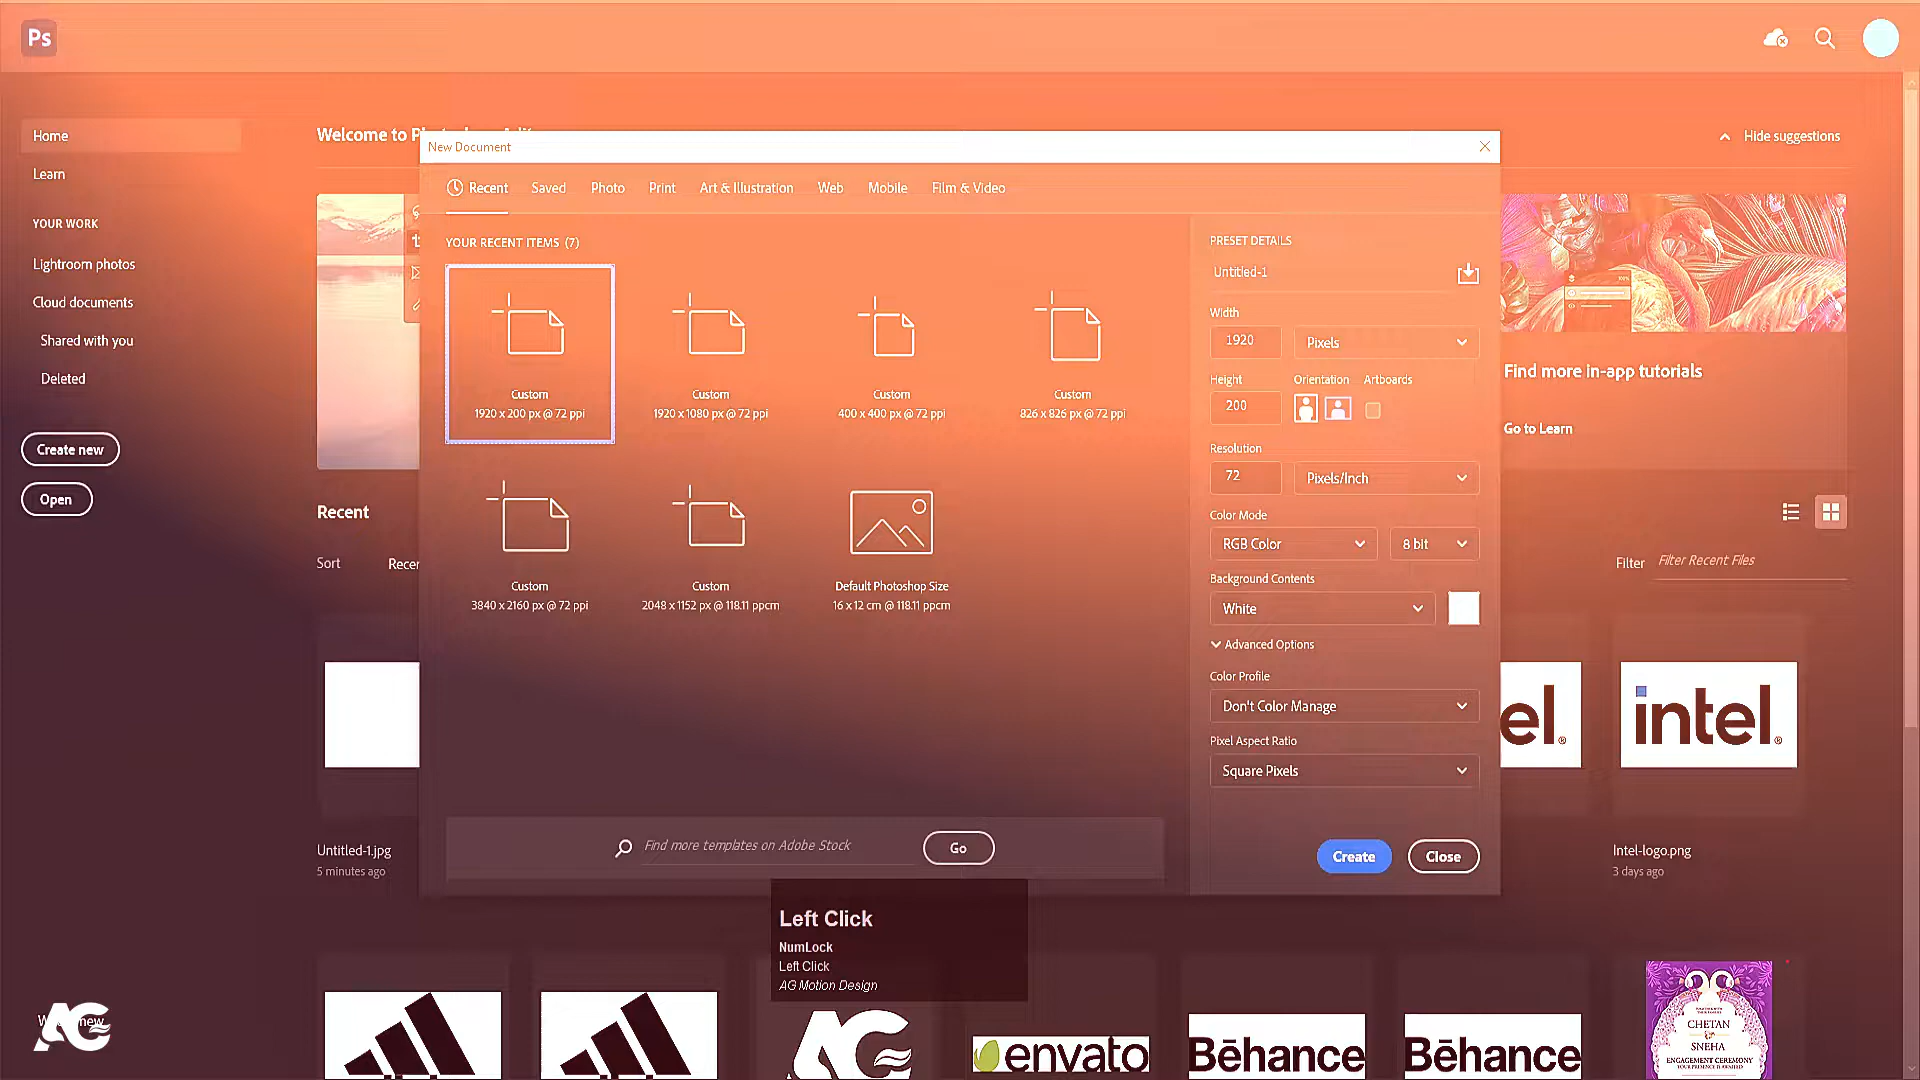 Ps
Home
Learn
YOUR WORK
Lightroom photos
Cloud documents
Shared with you
Deleted
Create new
Open
Welcome to
Hide suggestions
New Document
Recent Saved Photo Print Art & Illustration Web Mobile Film & Video
YOUR RECENT ITEMS (7)
Custom
1920 x 200 px @ 72 ppi
Custom
1920 x 1080 px @ 72 ppi
Custom
400 x 400 px @ 72 ppi
Custom
826 x 826 px @ 72 ppi
Custom
3840 x 2160 px @ 72 ppi
Custom
2048 x 1152 px @ 118.11 ppcm
Default Photoshop Size
16 x 12 cm @ 118.11 ppcm
Find more templates on Adobe Stock
Go
PRESET DETAILS
Untitled-1
Width
1920 Pixels
Height Orientation Artboards
200
Resolution
72 Pixels/Inch
Color Mode
RGB Color 8 bit
Background Contents
White
Advanced Options
Color Profile
Don't Color Manage
Pixel Aspect Ratio
Square Pixels
Create Close
Find more in-app tutorials
Go to Learn
Recent
Sort Recen
Filter Filter Recent Files
el.®
intel.®
Untitled-1.jpg
5 minutes ago
Intel-logo.png
3 days ago
Left Click
NumLock
Left Click
AG Motion Design
AG
new
AG
envato
Bēhance
Bēhance
CHETAN
SNEHA
ENGAGEMENT CEREMONY